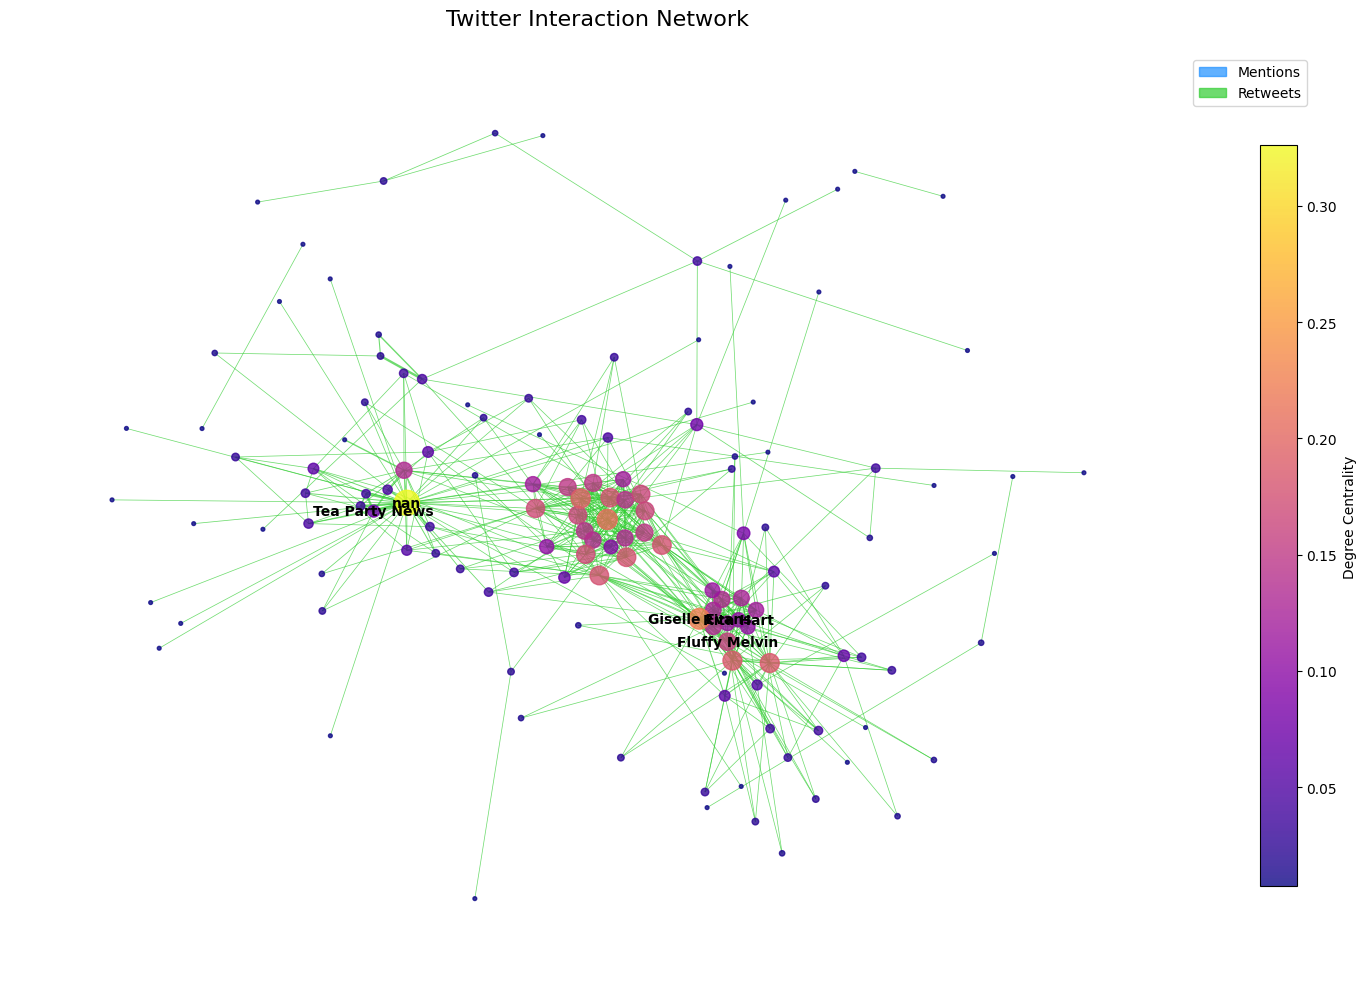 Twitter Interaction Network
Mentions
Retweets
0.30
0.25
0.20
0.15
0.10
0.05
Degree Centrality
nan
Tea Party News
Giselle Evans
Hart
Fluffy Melvin